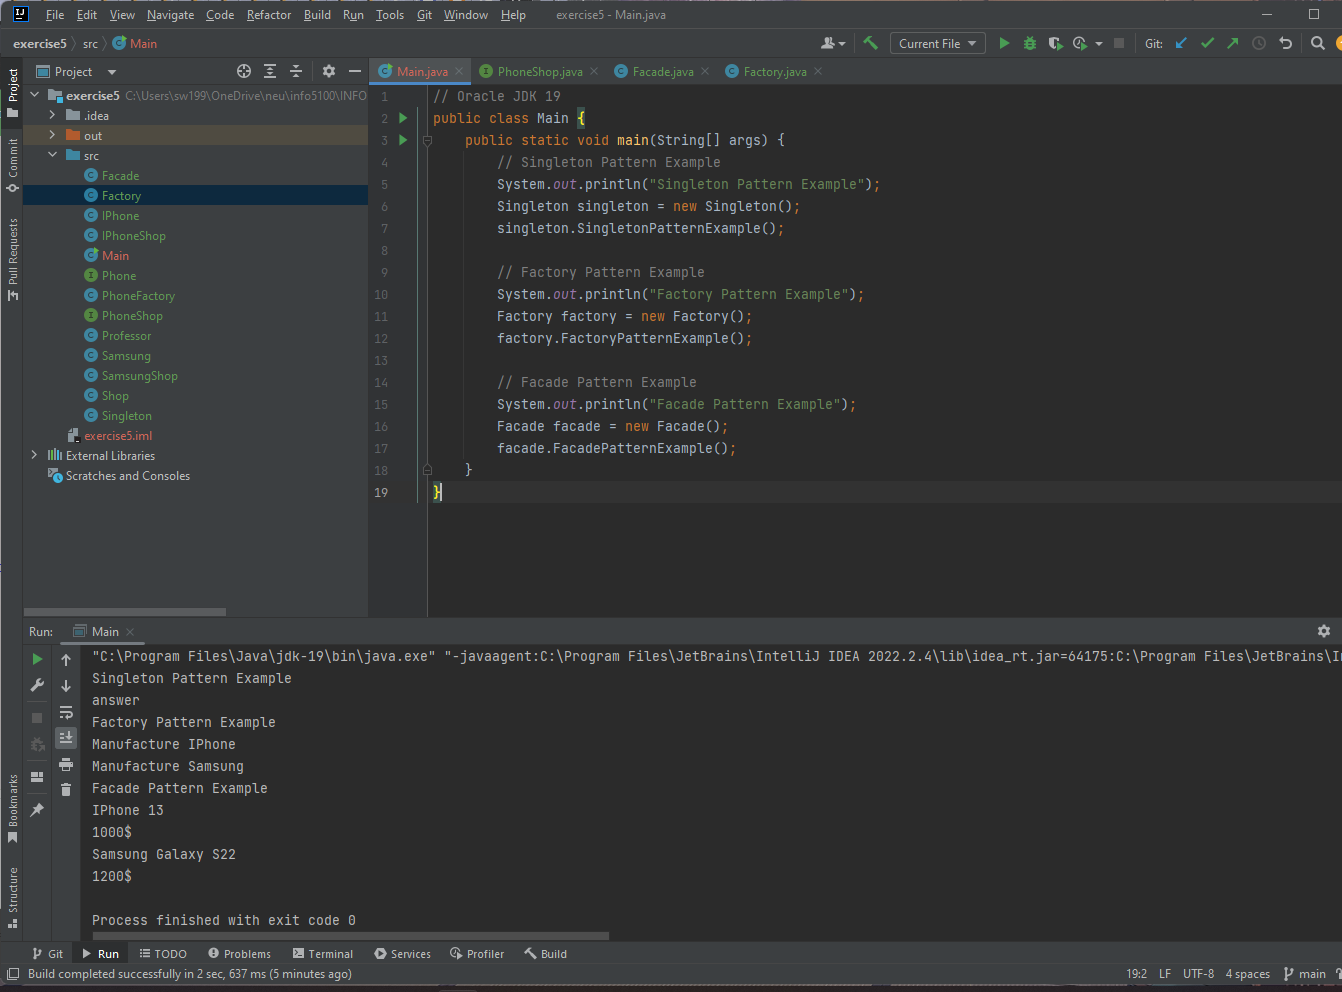 File Edit View Navigate Code Refactor Build Run Tools Git Window Help exercise5 - Main.java
exercise5 src Main Current File Git:
Project
Main.java PhoneShop.java Facade.java Factory.java
exercise5 C:\Users\sw199\OneDrive\neu\info5100\INFO
.idea
out
src
Facade
Factory
IPhone
IPhoneShop
Main
Phone
PhoneFactory
PhoneShop
Professor
Samsung
SamsungShop
Shop
Singleton
exercise5.iml
External Libraries
Scratches and Consoles
Project
Commit
Pull Requests
Bookmarks
Structure
1 // Oracle JDK 19
2 public class Main {
3 public static void main(String[] args) {
4 // Singleton Pattern Example
5 System.out.println("Singleton Pattern Example");
6 Singleton singleton = new Singleton();
7 singleton.SingletonPatternExample();
8
9 // Factory Pattern Example
10 System.out.println("Factory Pattern Example");
11 Factory factory = new Factory();
12 factory.FactoryPatternExample();
13
14 // Facade Pattern Example
15 System.out.println("Facade Pattern Example");
16 Facade facade = new Facade();
17 facade.FacadePatternExample();
18 }
19 }
Run: Main
"C:\Program Files\Java\jdk-19\bin\java.exe" "-javaagent:C:\Program Files\JetBrains\IntelliJ IDEA 2022.2.4\lib\idea_rt.jar=64175:C:\Program Files\JetBrains\I
Singleton Pattern Example
answer
Factory Pattern Example
Manufacture IPhone
Manufacture Samsung
Facade Pattern Example
IPhone 13
1000$
Samsung Galaxy S22
1200$
Process finished with exit code 0
Git Run TODO Problems Terminal Services Profiler Build
Build completed successfully in 2 sec, 637 ms (5 minutes ago) 19:2 LF UTF-8 4 spaces main